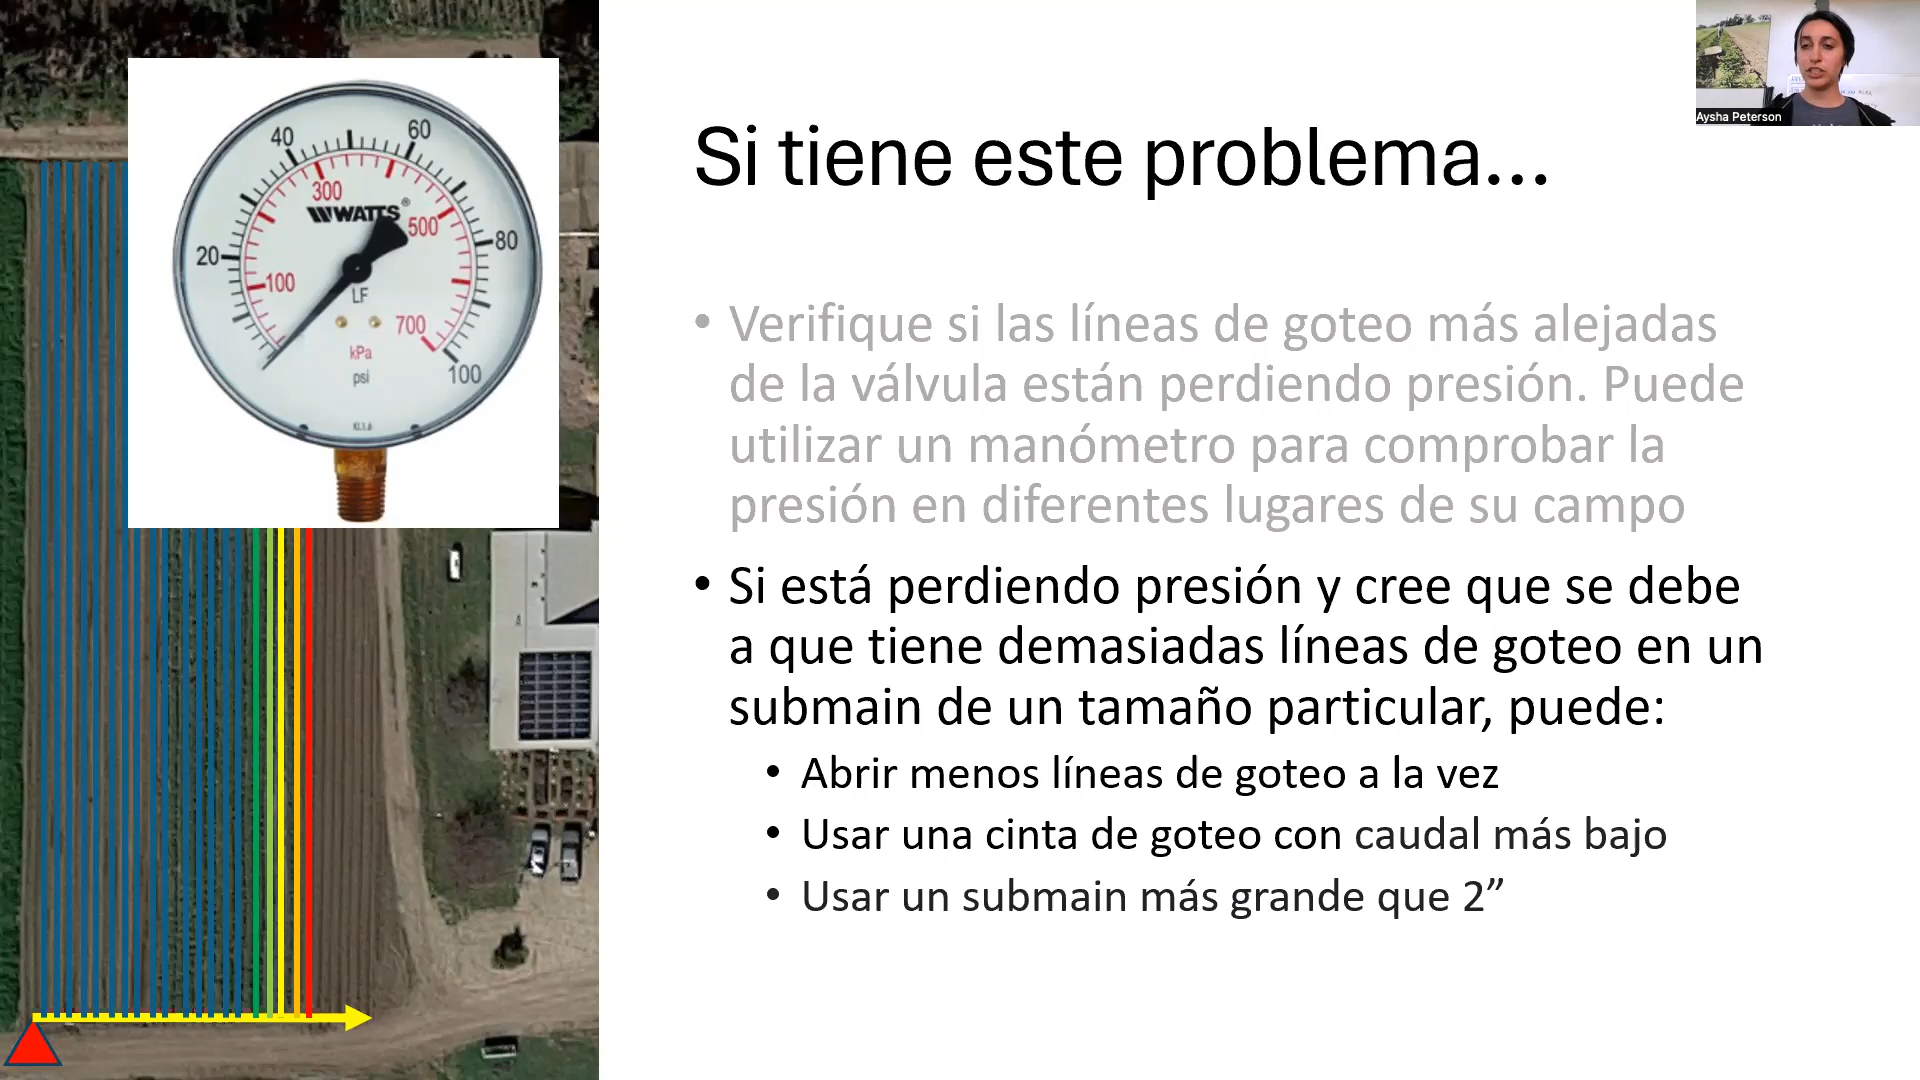 Si tiene este problema...
• Verifique si las líneas de goteo más alejadas
de la válvula están perdiendo presión. Puede
utilizar un manómetro para comprobar la
presión en diferentes lugares de su campo
• Si está perdiendo presión y cree que se debe
a que tiene demasiadas líneas de goteo en un
submain de un tamaño particular, puede:
• Abrir menos líneas de goteo a la vez
• Usar una cinta de goteo con caudal más bajo
• Usar un submain más grande que 2”
Aysha Peterson
40
60
300
WATTS®
500
20
80
100
LF
700
kPa
psi
100